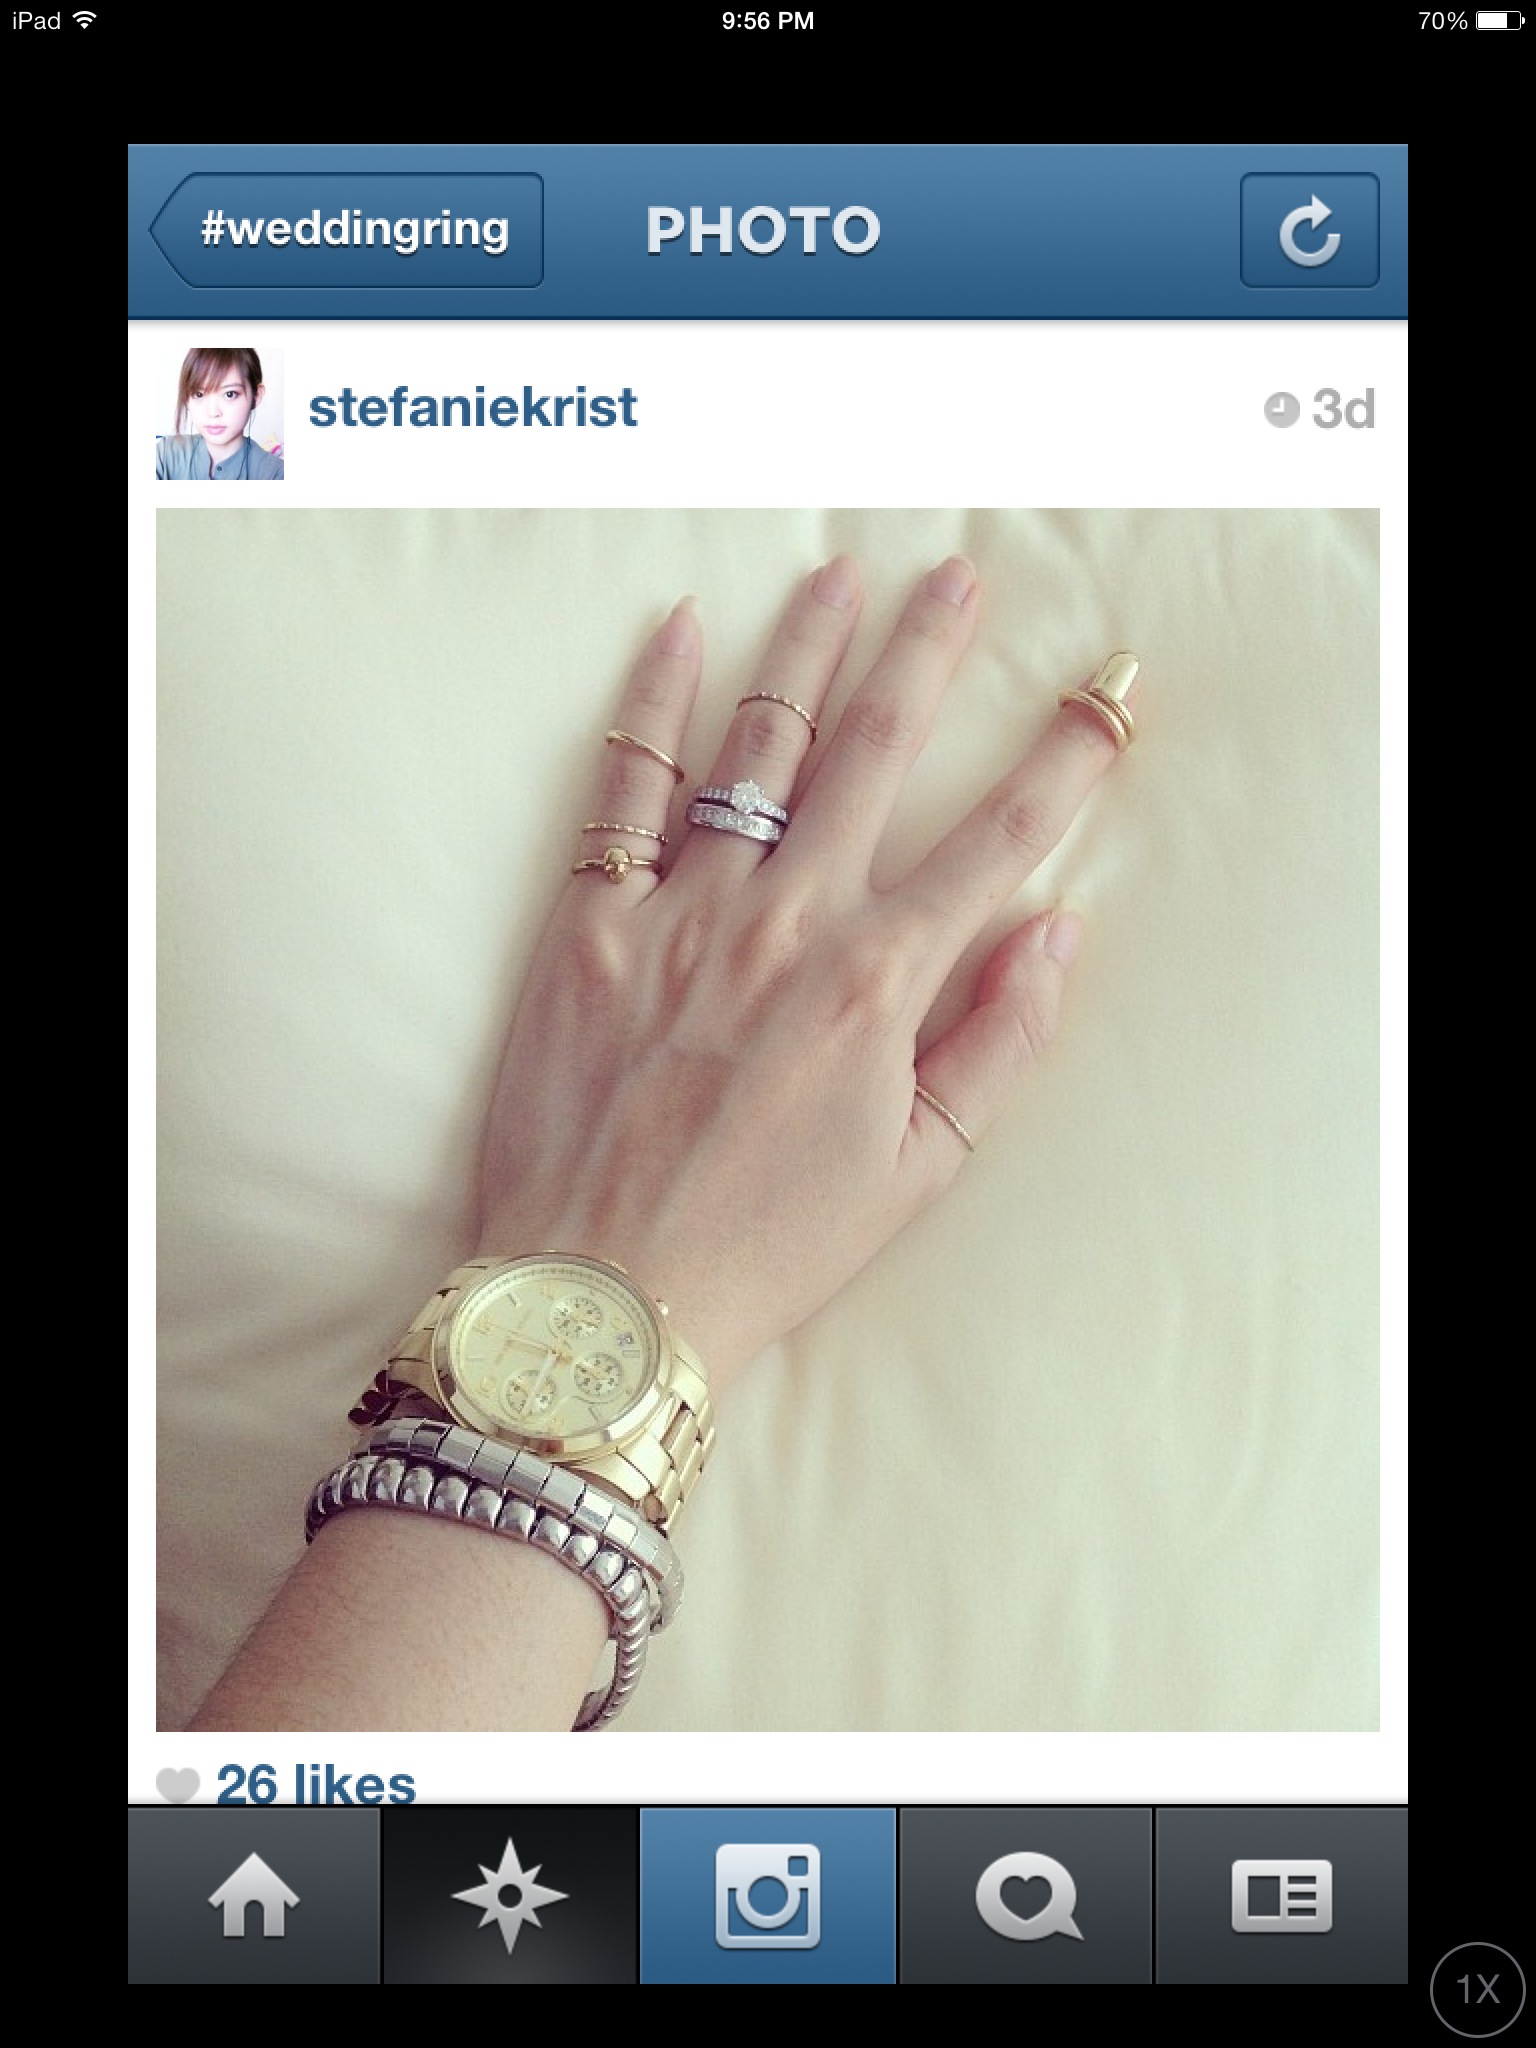 iPad
9:56 PM
70%
#weddingring
PHOTO
stefaniekrist
3d
26 likes
1X